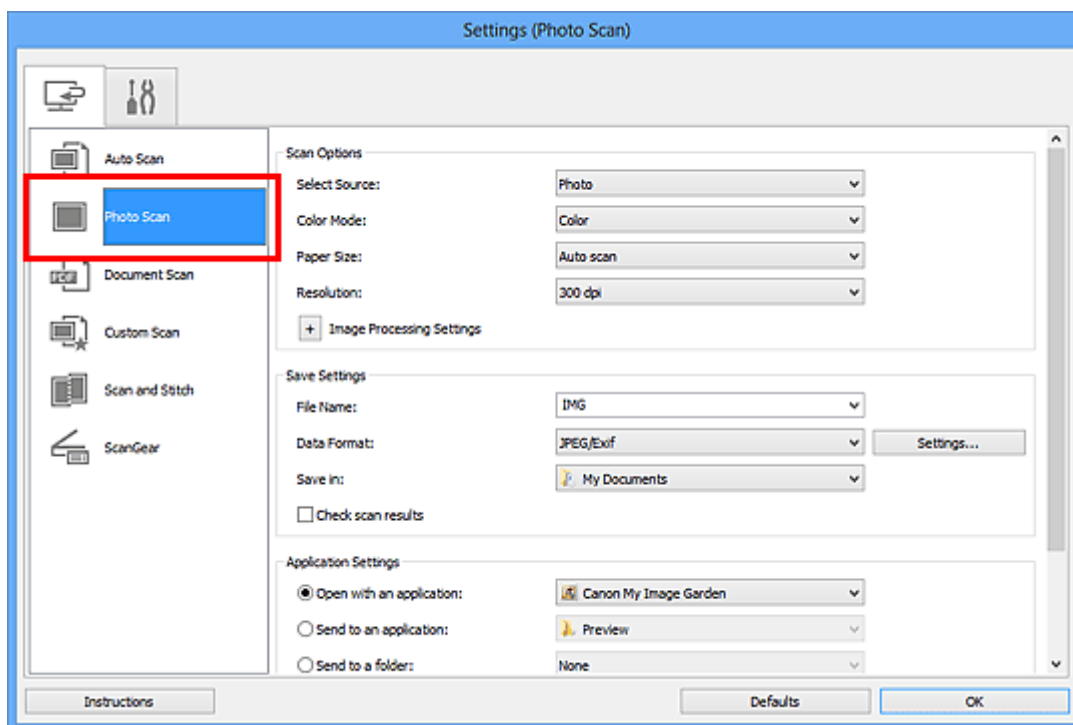 Settings (Photo Scan)
Auto Scan
Photo Scan
Document Scan
Custom Scan
Scan and Stitch
ScanGear
Scan Options
Select Source: Photo
Color Mode: Color
Paper Size: Auto scan
Resolution: 300 dpi
+ Image Processing Settings
Save Settings
File Name: IMG
Data Format: JPEG/Exif Settings...
Save in: My Documents
Check scan results
Application Settings
Open with an application: Canon My Image Garden
Send to an application: Preview
Send to a folder: None
Instructions Defaults OK